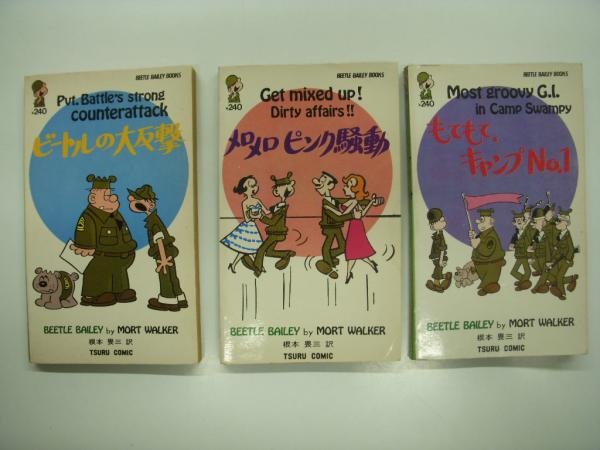 BEETLE BAILEY BOOKS
¥240
Pvt. Battle's strong
counterattack
ビートルの大反撃
BEETLE BAILEY by MORT WALKER
根本 畏三 訳
TSURU COMIC
BEETLE BAILEY BOOKS
¥240
Get mixed up!
Dirty affairs!!
メロメロ ピンク騒動
BEETLE BAILEY by MORT WALKER
根本 畏三 訳
TSURU COMIC
BEETLE BAILEY BOOKS
¥240
Most groovy G.I.
in Camp Swampy
もてもて、
キャンプNo.1
BEETLE BAILEY by MORT WALKER
根本 畏三 訳
TSURU COMIC